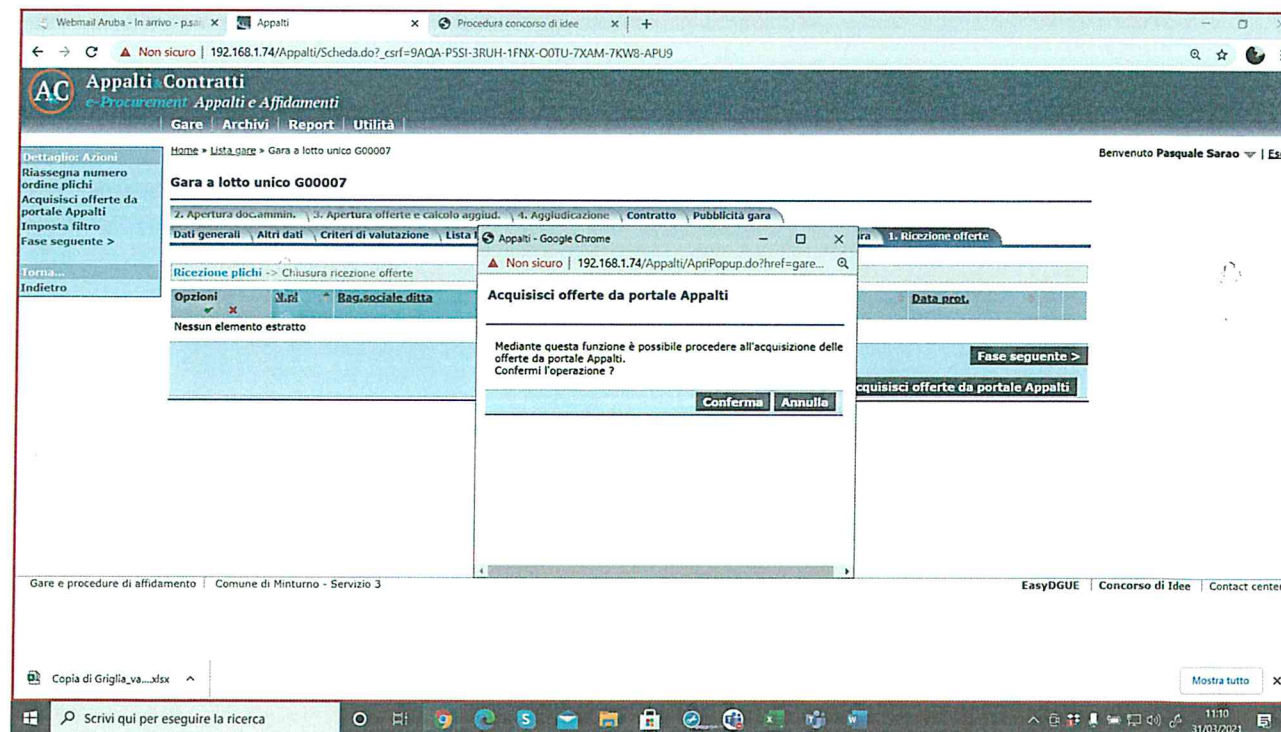 Webmail Aruba - In arrivo - p.sar
Appalti
Procedura concorso di idee
Non sicuro | 192.168.1.74/Appalti/Scheda.do?_csrf=9AQA-P5SI-3RUH-1FNX-O0TU-7XAM-7KW8-APU9
AC
Appalti&Contratti
e-Procurement Appalti e Affidamenti
Gare | Archivi | Report | Utilità
Home » Lista gare » Gara a lotto unico G00007
Benvenuto Pasquale Sarao | Es
Dettaglio: Azioni
Riassegna numero
ordine plichi
Acquisisci offerte da
portale Appalti
Imposta filtro
Fase seguente >
Torna...
Indietro
Gara a lotto unico G00007
2. Apertura doc.ammin. 3. Apertura offerte e calcolo aggiud. 4. Aggiudicazione Contratto Pubblicità gara
Dati generali Altri dati Criteri di valutazione Lista ra 1. Ricezione offerte
Ricezione plichi -> Chiusura ricezione offerte
Opzioni N.pl Rag.sociale ditta Data prot.
Nessun elemento estratto
Fase seguente >
cquisisci offerte da portale Appalti
Appalti - Google Chrome
Non sicuro | 192.168.1.74/Appalti/ApriPopup.do?href=gare...
Acquisisci offerte da portale Appalti
Mediante questa funzione è possibile procedere all'acquisizione delle
offerte da portale Appalti.
Confermi l'operazione ?
Conferma Annulla
Gare e procedure di affidamento | Comune di Minturno - Servizio 3
EasyDGUE | Concorso di Idee | Contact center
Copia di Griglia_va....xlsx
Mostra tutto
Scrivi qui per eseguire la ricerca
11:10
31/03/2021